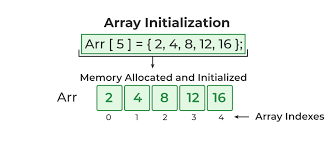 Array Initialization
Arr [ 5 ] = { 2, 4, 8, 12, 16 };
Memory Allocated and Initialized
Arr 2 4 8 12 16
0 1 2 3 4 Array Indexes